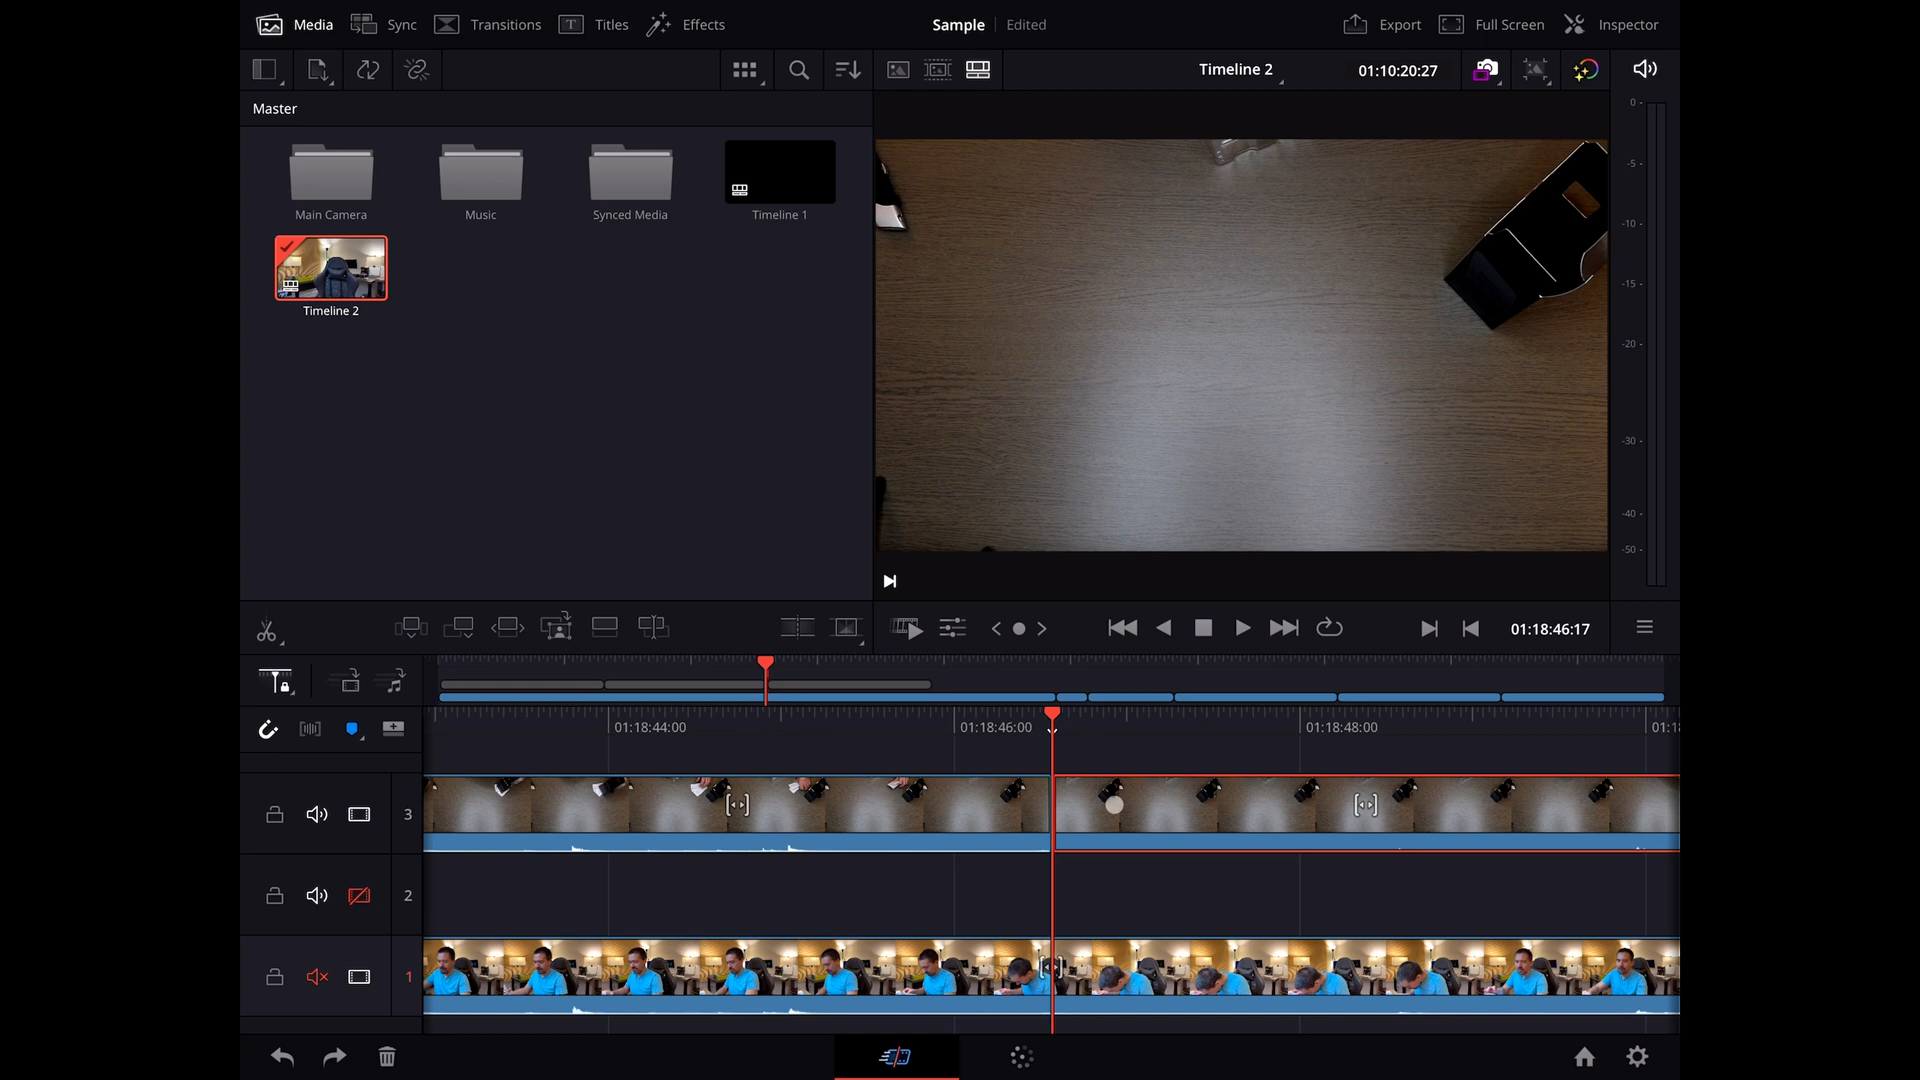 Media
Sync
Transitions
Titles
Effects
Sample
Edited
Export
Full Screen
Inspector
Timeline 2
01:10:20:27
Master
Main Camera
Music
Synced Media
Timeline 1
Timeline 2
0
-5
-10
-15
-20
-30
-40
-50
01:18:46:17
01:18:44:00
01:18:46:00
01:18:48:00
01:1
3
2
1